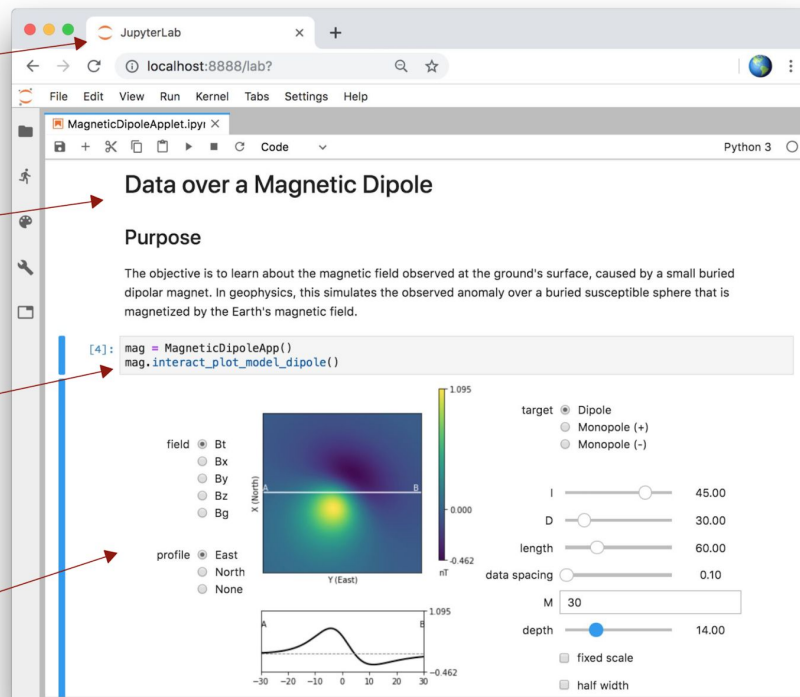 JupyterLab
localhost:8888/lab?
File Edit View Run Kernel Tabs Settings Help
MagneticDipoleApplet.ipyn
Code
Python 3
Data over a Magnetic Dipole
Purpose
The objective is to learn about the magnetic field observed at the ground's surface, caused by a small buried
dipolar magnet. In geophysics, this simulates the observed anomaly over a buried susceptible sphere that is
magnetized by the Earth's magnetic field.
[4]: mag = MagneticDipoleApp()
mag.interact_plot_model_dipole()
field Bt
Bx
By
Bz
Bg
profile East
North
None
X (North)
A B
Y (East)
1.095
0.000
-0.462
nT
A B
1.095
-0.462
-30 -20 -10 0 10 20 30
target Dipole
Monopole (+)
Monopole (-)
I 45.00
D 30.00
length 60.00
data spacing 0.10
M 30
depth 14.00
fixed scale
half width